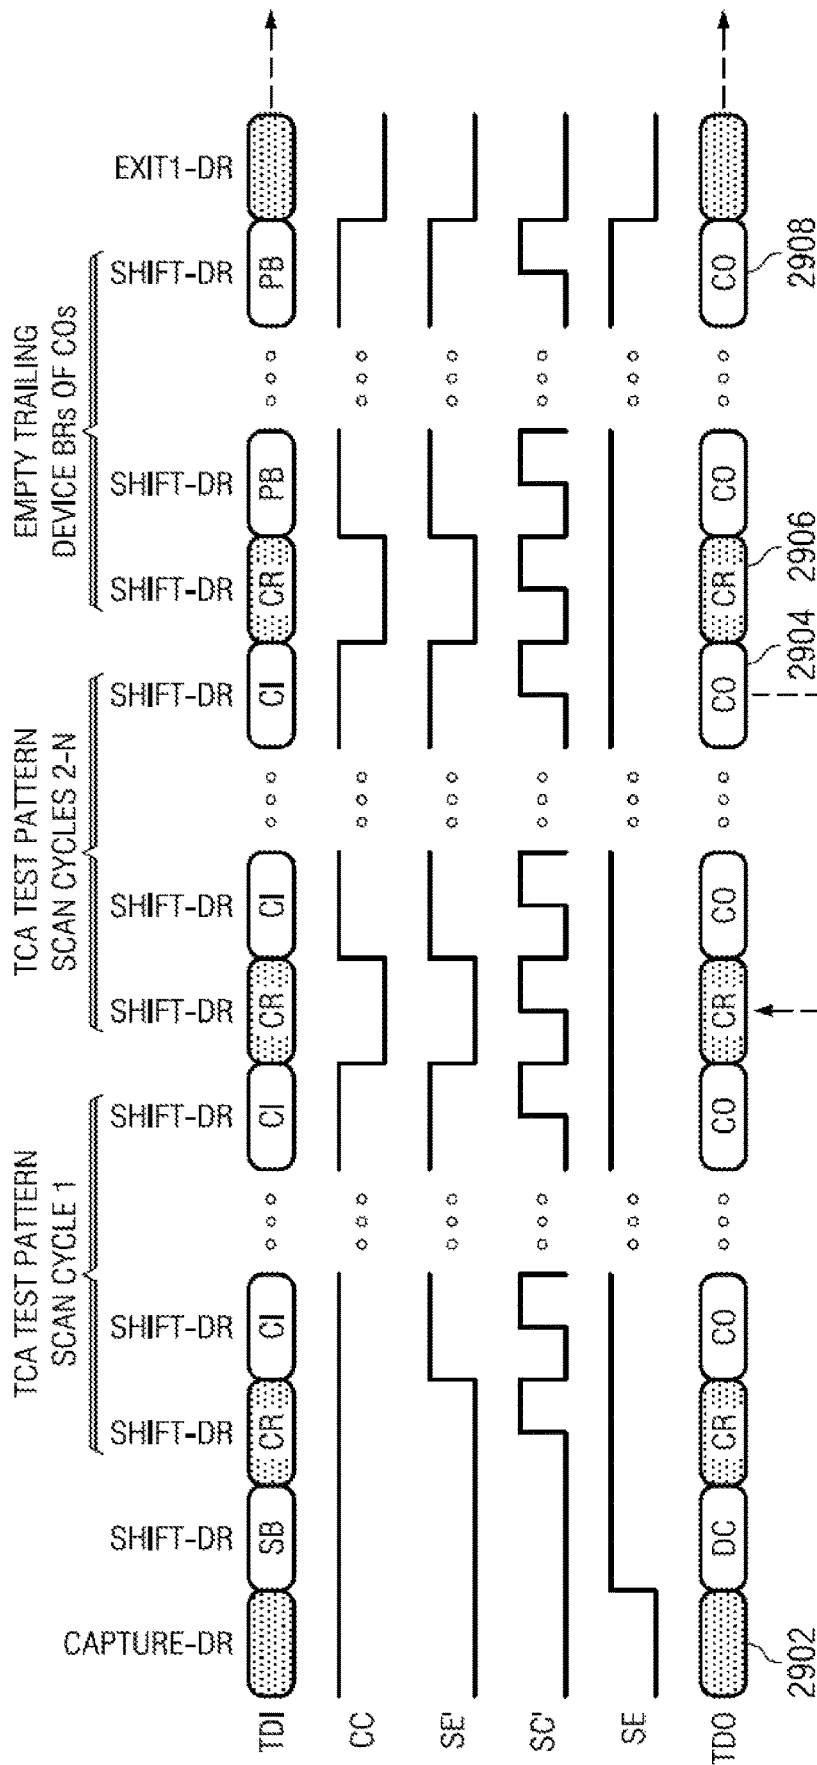 TCA TEST PATTERN
SCAN CYCLE 1
TCA TEST PATTERN
SCAN CYCLES 2-N
EMPTY TRAILING
DEVICE BRs OF COs
CAPTURE-DR SHIFT-DR SHIFT-DR SHIFT-DR SHIFT-DR SHIFT-DR SHIFT-DR SHIFT-DR SHIFT-DR SHIFT-DR SHIFT-DR EXIT1-DR
TDI SB CR CI CI CR CI CI CR PB PB
CC
SE'
SC'
SE
TDO DC CR CO CO CR CO CO CR CO CO
2902 2904 2906 2908